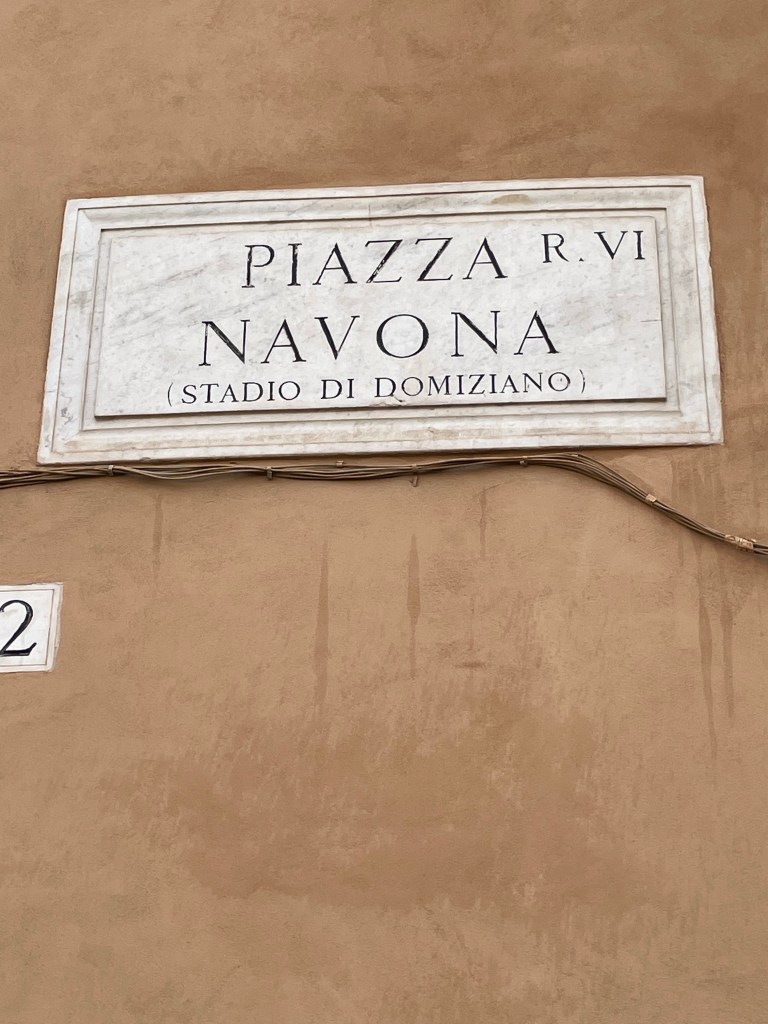 PIAZZA R. VI
NAVONA
(STADIO DI DOMIZIANO)
2